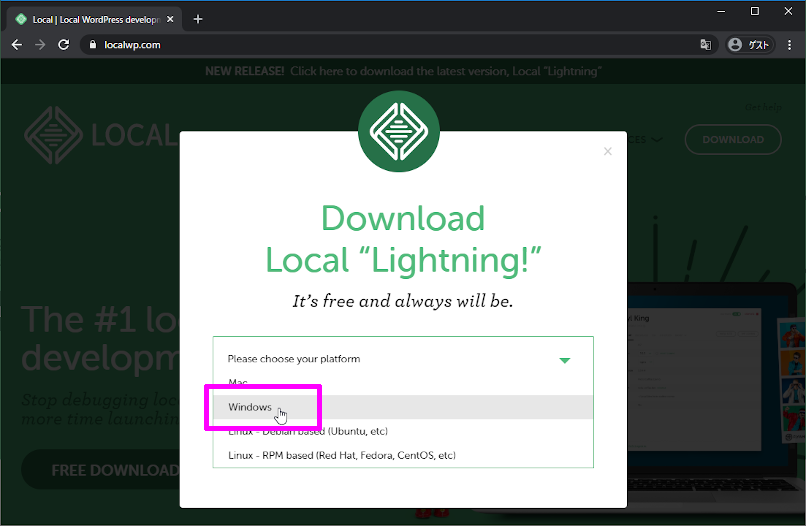 Local | Local WordPress developm
localwp.com
ゲスト
NEW RELEASE! Click here to download the latest version, Local “Lightning”
LOCAL
CES
DOWNLOAD
Download
Local “Lightning!”
It's free and always will be.
The #1 lo
developm
Stop debugging loc
more time launchin
FREE DOWNLOAD
Please choose your platform
Mac
Windows
Linux - Debian based (Ubuntu, etc)
Linux - RPM based (Red Hat, Fedora, CentOS, etc)